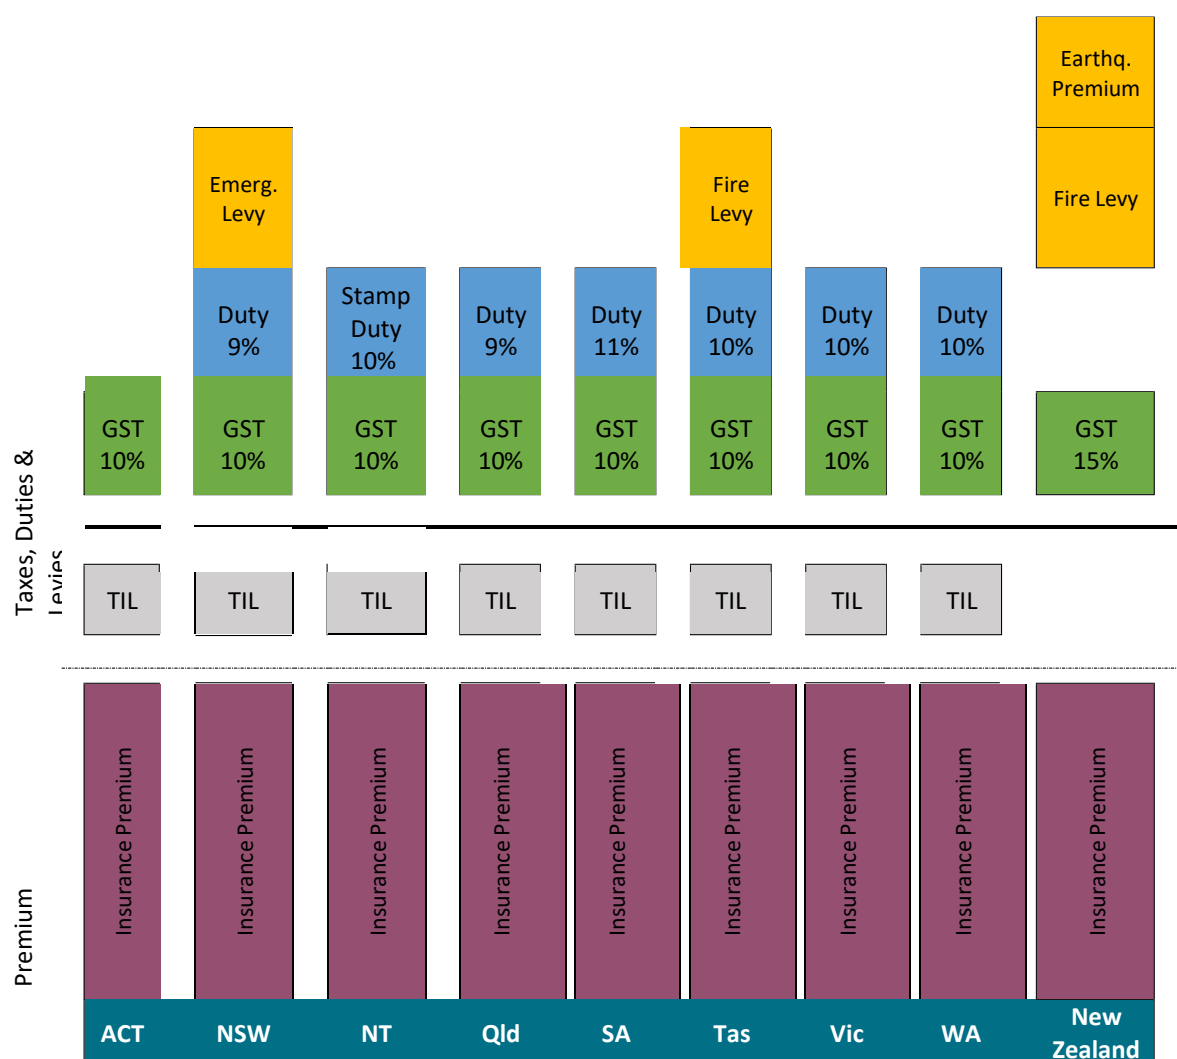 Earthq.
Premium
Emerg.
Levy
Fire
Levy
Fire Levy
Duty
9%
Stamp
Duty
10%
Duty
9%
Duty
11%
Duty
10%
Duty
10%
Duty
10%
GST
10%
GST
10%
GST
10%
GST
10%
GST
10%
GST
10%
GST
10%
GST
10%
GST
15%
Taxes, Duties &
Levies
TIL
TIL
TIL
TIL
TIL
TIL
TIL
TIL
Premium
Insurance Premium
Insurance Premium
Insurance Premium
Insurance Premium
Insurance Premium
Insurance Premium
Insurance Premium
Insurance Premium
Insurance Premium
ACT
NSW
NT
Qld
SA
Tas
Vic
WA
New
Zealand